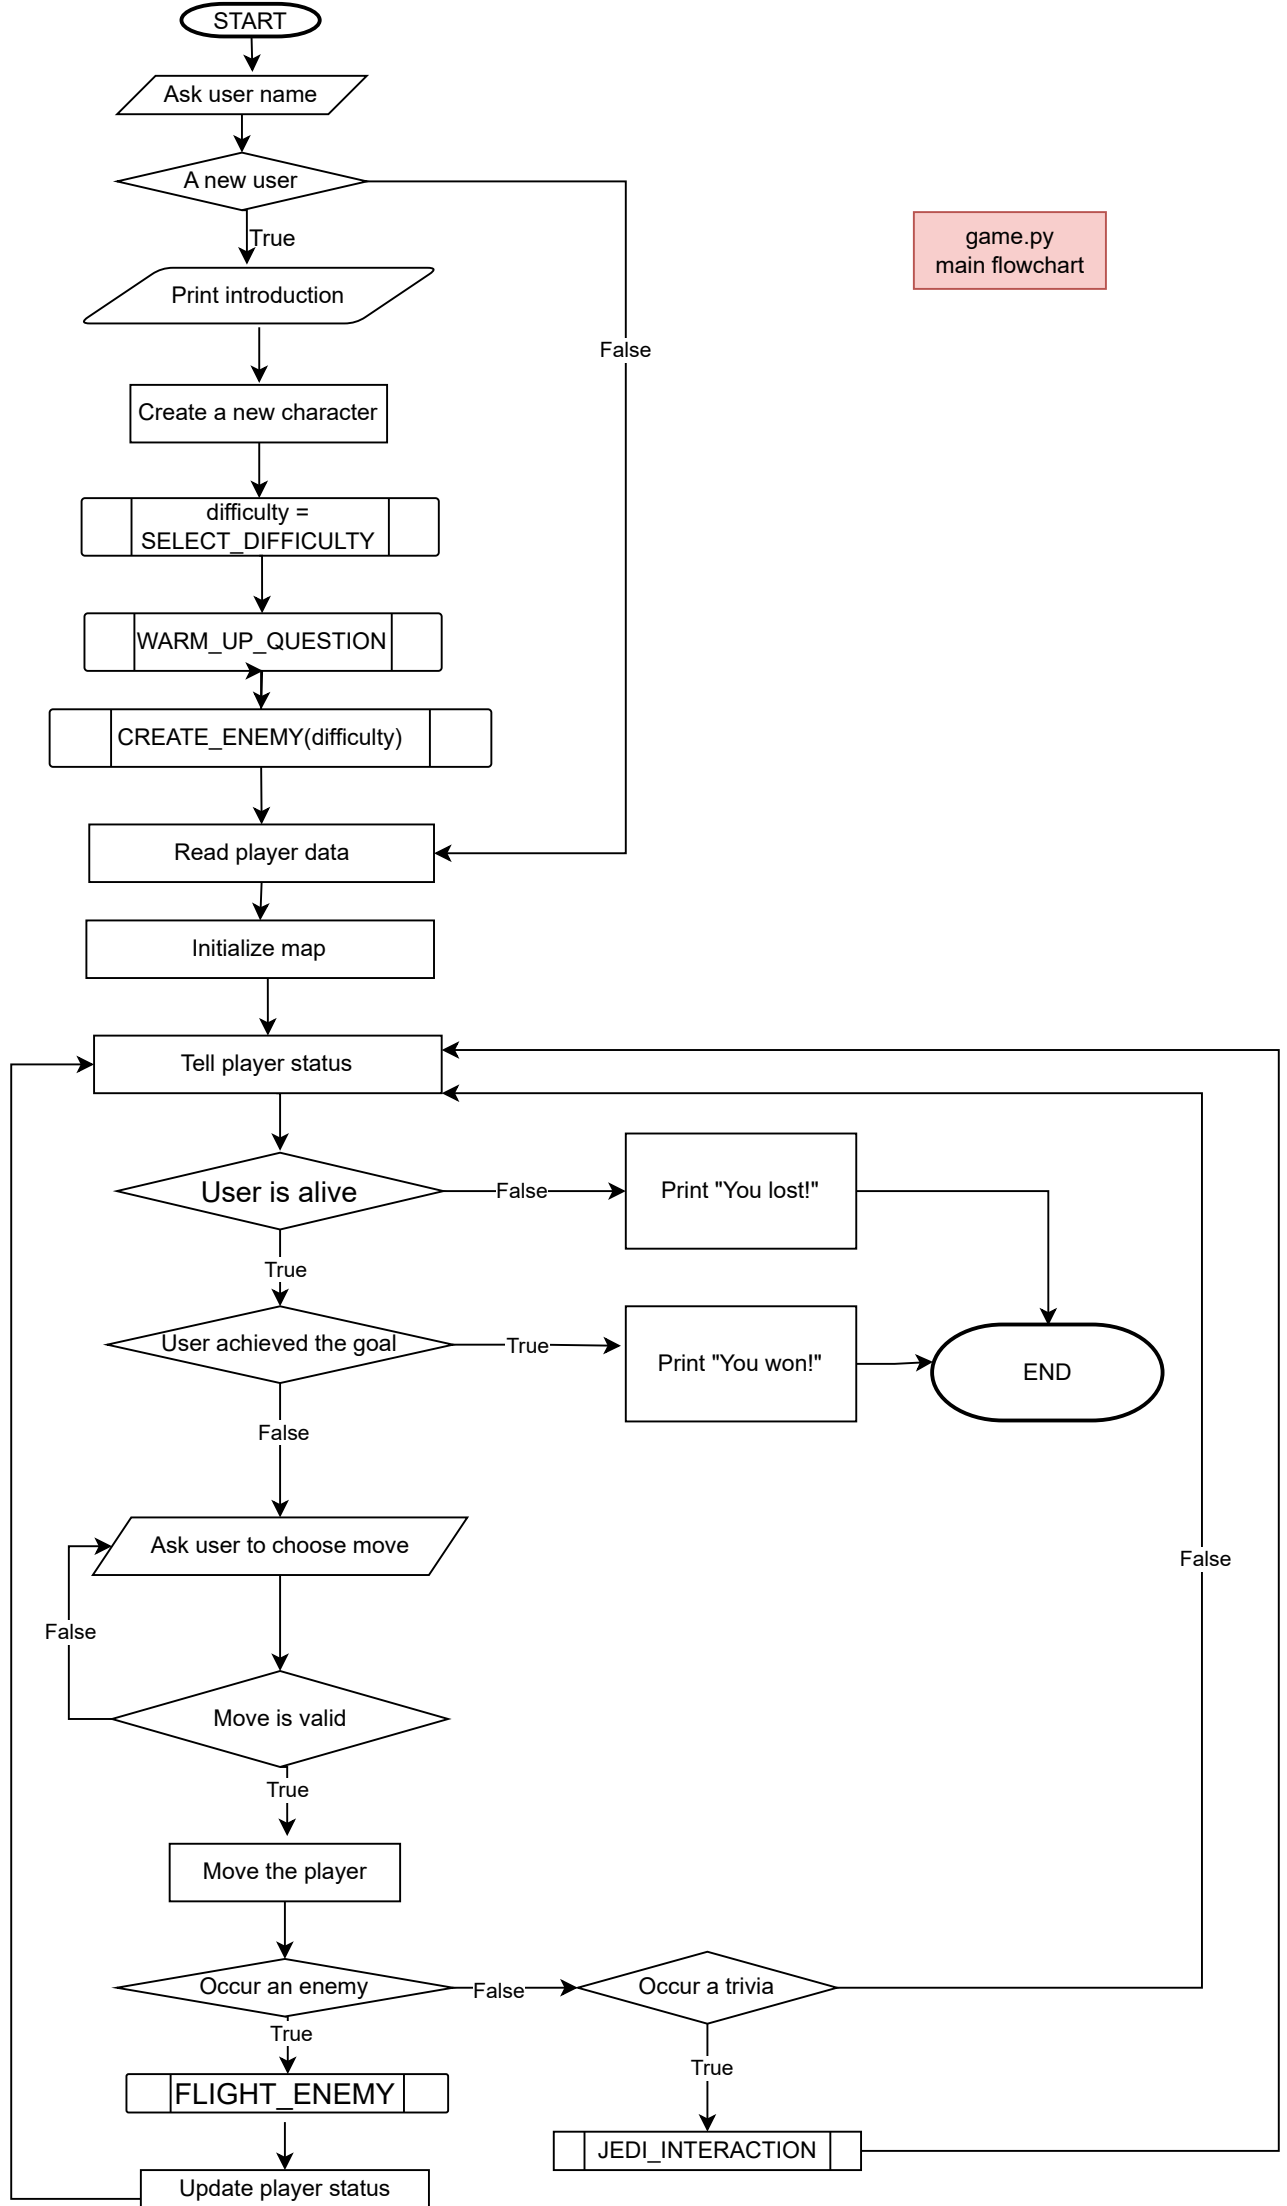 START
Ask user name
A new user
True
game.py
main flowchart
Print introduction
False
Create a new character
difficulty =
SELECT_DIFFICULTY
WARM_UP_QUESTION
CREATE_ENEMY(difficulty)
Read player data
Initialize map
Tell player status
User is alive
False
Print "You lost!"
True
User achieved the goal
True
Print "You won!"
END
False
Ask user to choose move
False
False
Move is valid
True
Move the player
Occur an enemy
False
Occur a trivia
True
True
FLIGHT_ENEMY
JEDI_INTERACTION
Update player status